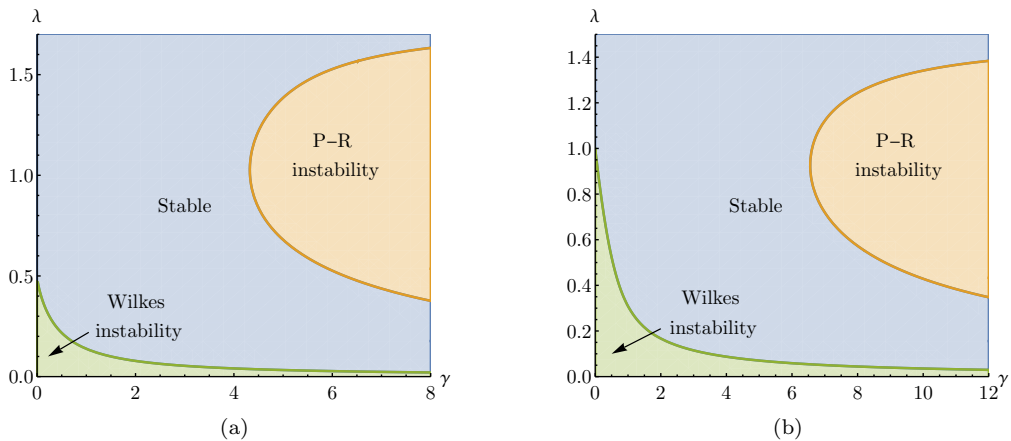 λ
1.5
1.0
0.5
0.0
0 2 4 6 8 γ
P–R
instability
Stable
Wilkes
instability
(a)
λ
1.4
1.2
1.0
0.8
0.6
0.4
0.2
0.0
0 2 4 6 8 10 12 γ
P–R
instability
Stable
Wilkes
instability
(b)